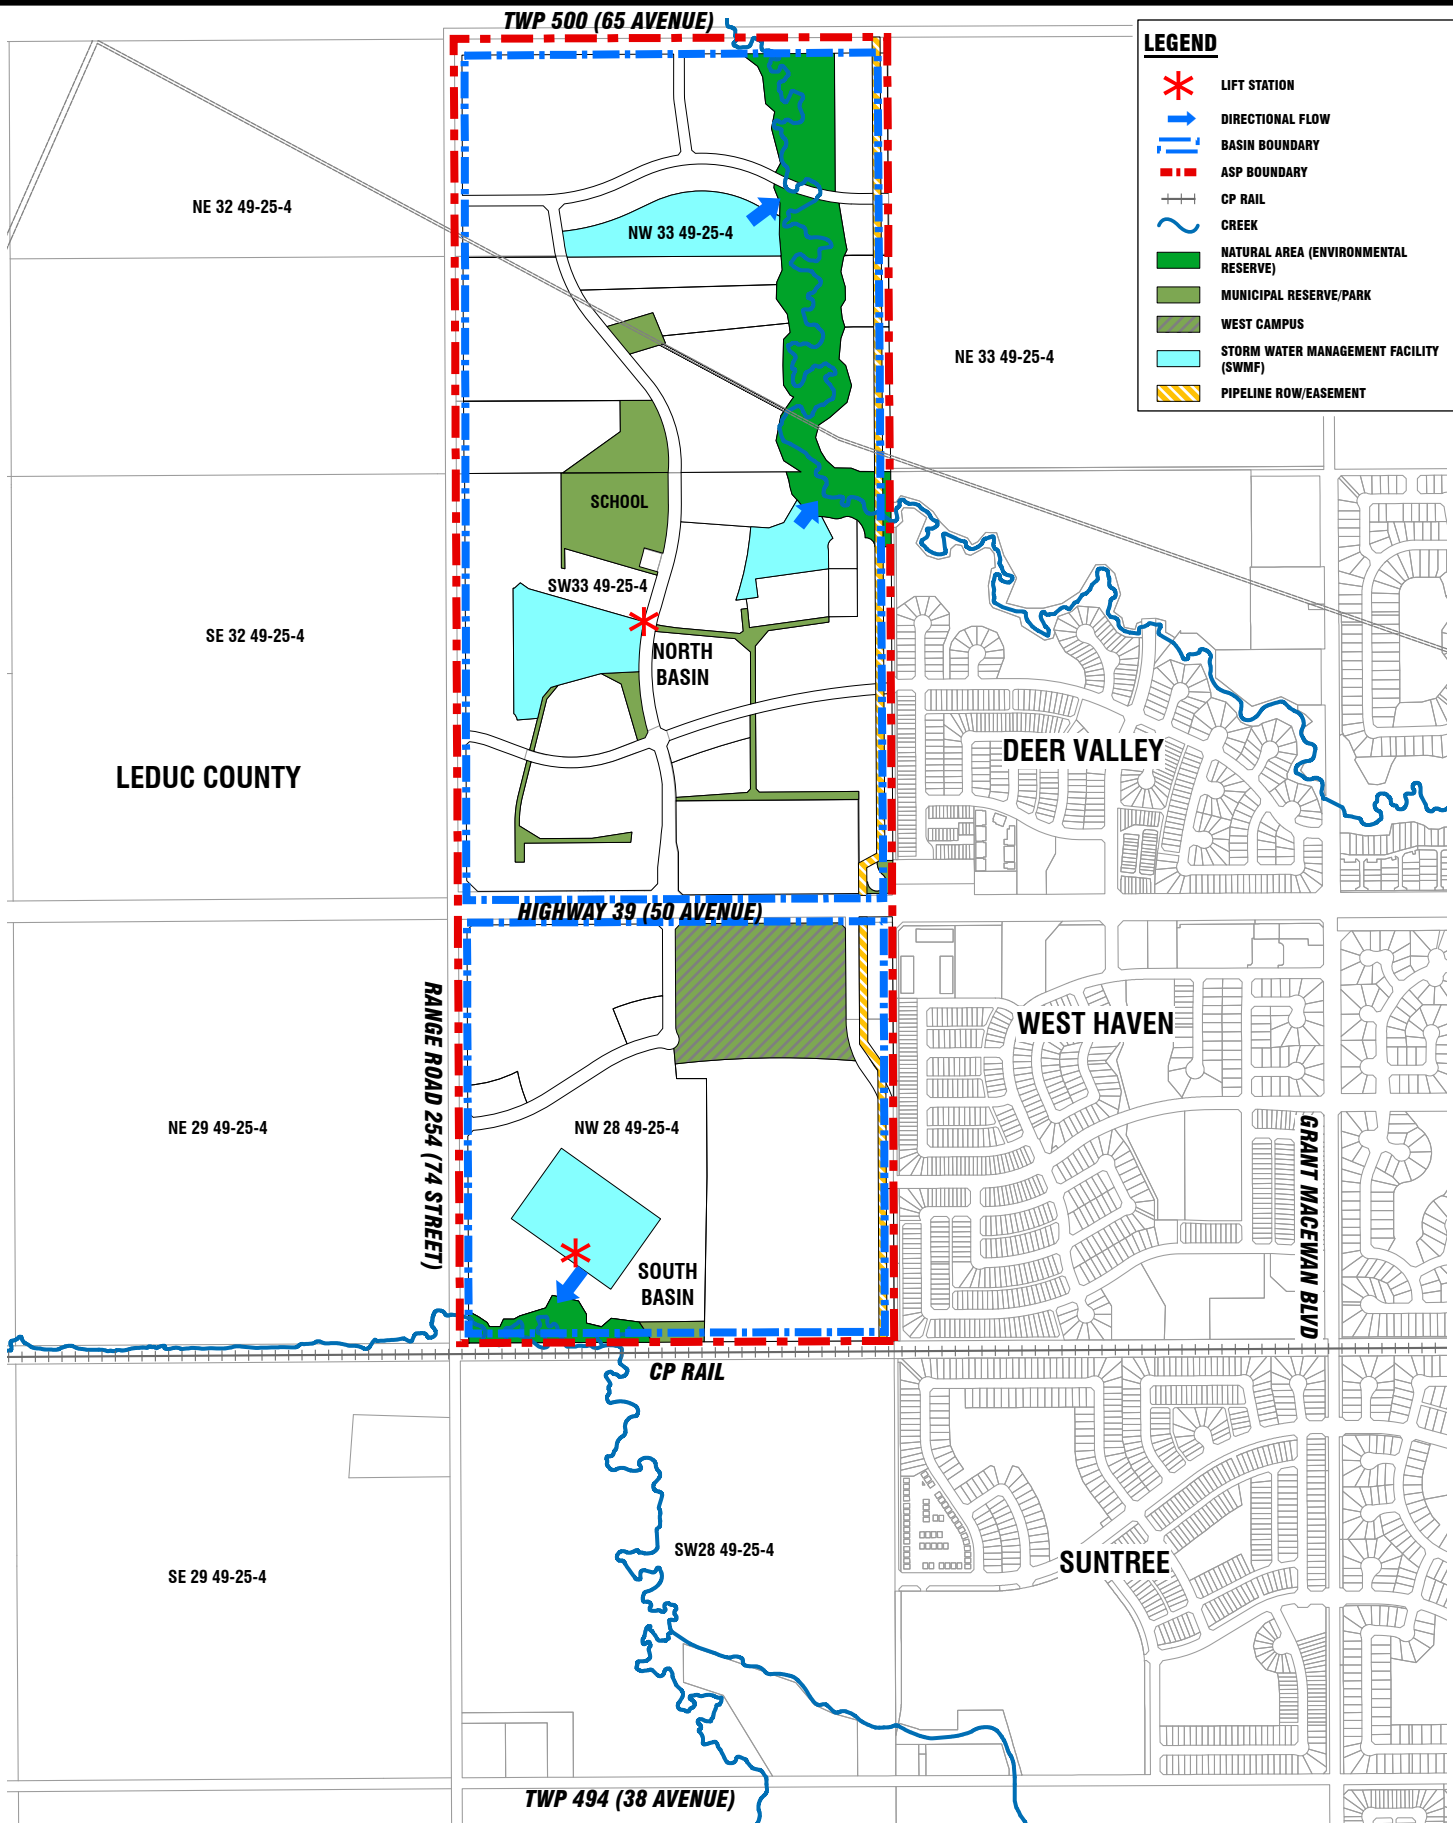 TWP 500 (65 AVENUE)
LEGEND
LIFT STATION
DIRECTIONAL FLOW
BASIN BOUNDARY
ASP BOUNDARY
CP RAIL
CREEK
NATURAL AREA (ENVIRONMENTAL
RESERVE)
MUNICIPAL RESERVE/PARK
WEST CAMPUS
STORM WATER MANAGEMENT FACILITY
(SWMF)
PIPELINE ROW/EASEMENT
NE 32 49-25-4
NW 33 49-25-4
NE 33 49-25-4
SCHOOL
SW33 49-25-4
SE 32 49-25-4
NORTH
BASIN
DEER VALLEY
LEDUC COUNTY
HIGHWAY 39 (50 AVENUE)
RANGE ROAD 254 (74 STREET)
WEST HAVEN
NE 29 49-25-4
NW 28 49-25-4
GRANT MACEWAN BLVD
SOUTH
BASIN
CP RAIL
SW28 49-25-4
SE 29 49-25-4
SUNTREE
TWP 494 (38 AVENUE)